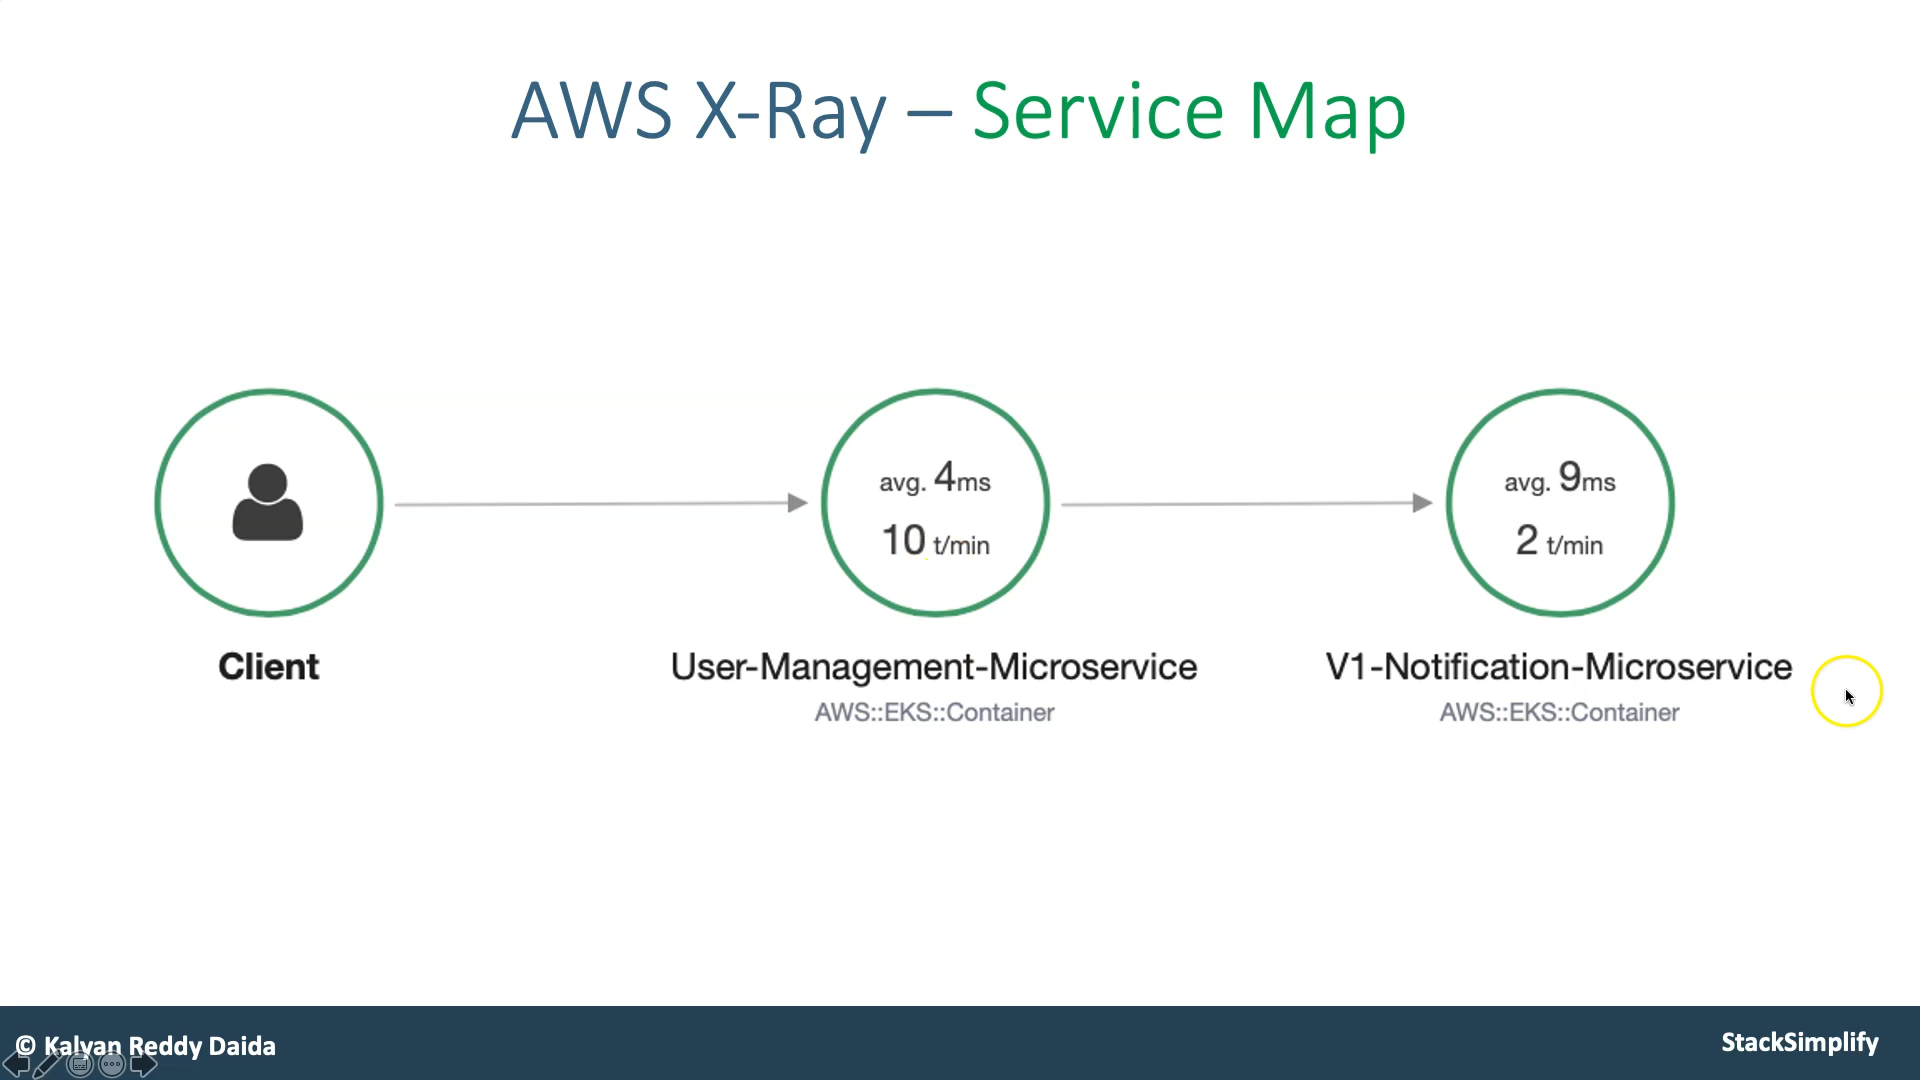 AWS X-Ray – Service Map
avg. 4ms
10 t/min
avg. 9ms
2 t/min
Client
User-Management-Microservice
AWS::EKS::Container
V1-Notification-Microservice
AWS::EKS::Container
© Kalyan Reddy Daida
StackSimplify